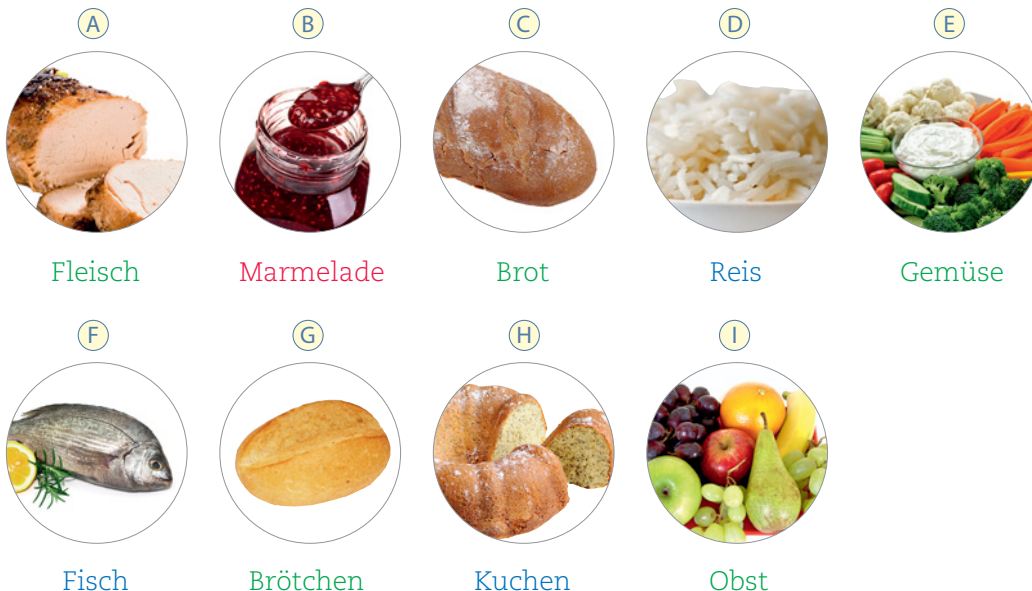 A B C D E
Fleisch Marmelade Brot Reis Gemüse
F G H I
Fisch Brötchen Kuchen Obst